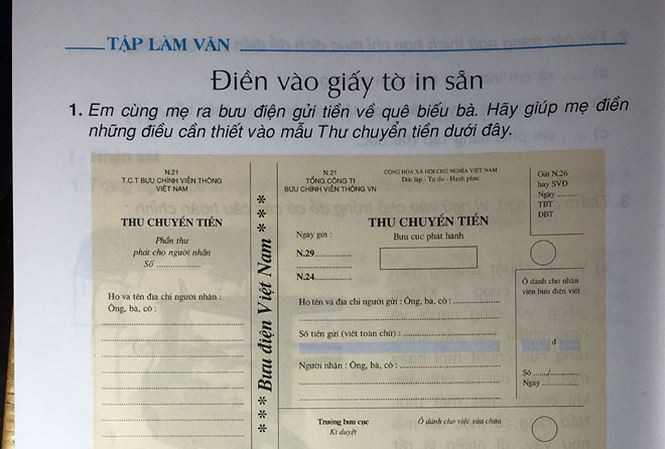 TẬP LÀM VĂN
Điền vào giấy tờ in sẵn
1. Em cùng mẹ ra bưu điện gửi tiền về quê biếu bà. Hãy giúp mẹ điền
những điều cần thiết vào mẫu Thư chuyển tiền dưới đây.
N.21
T.C.T BƯU CHÍNH VIỄN THÔNG
VIỆT NAM
THƯ CHUYỂN TIỀN
Phần thư
phát cho người nhận
Số ................
Họ và tên địa chỉ người nhận :
Ông, bà, cô :
* * * Bưu điện Việt Nam * * *
N.21
TỔNG CÔNG TI
BƯU CHÍNH VIỄN THÔNG VN
CỘNG HOÀ XÃ HỘI CHỦ NGHĨA VIỆT NAM
Độc lập - Tự do - Hạnh phúc
THƯ CHUYỂN TIỀN
Ngày gửi :
Bưu cục phát hành
N.29................
N.24................
Họ tên và địa chỉ người gửi : Ông, bà, cô : ................
Số tiền gửi (viết toàn chữ) : ................
Người nhận : Ông, bà, cô : ................
Trưởng bưu cục
Kí duyệt
Ổ dành cho việc sửa chữa
Gửi N.26
hay SVD
Ngày ........
TBT ........
DBT
Ổ dành cho nhân
viên bưu điện viết
đ
Số ....../......
Ngày ............